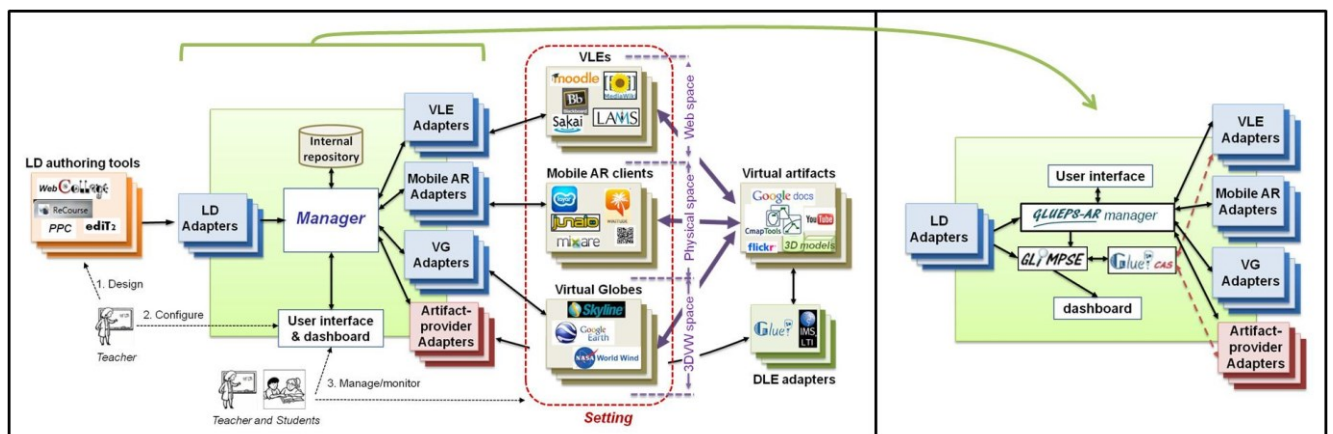 LD authoring tools
Web Collage
ReCourse
PPC
ediT2
1. Design
2. Configure
Teacher
LD
Adapters
Internal
repository
Manager
User interface
& dashboard
3. Manage/monitor
Teacher and Students
VLE
Adapters
Mobile AR
Adapters
VG
Adapters
Artifact-
provider
Adapters
VLEs
moodle
MediaWiki
Bb
Blackboard
Sakai
LAMS
Mobile AR clients
junaio
mixare
Virtual Globes
Skyline
Google
Earth
NASA World Wind
Setting
Web space
Physical space
3DVW space
Virtual artifacts
Google docs
CmapTools
YouTube
flickr
3D models
Glue!
IMS
LTI
DLE adapters
LD
Adapters
User interface
GLUEPS-AR manager
GLiMPSE
Glue! CAS
dashboard
VLE
Adapters
Mobile AR
Adapters
VG
Adapters
Artifact-
provider
Adapters